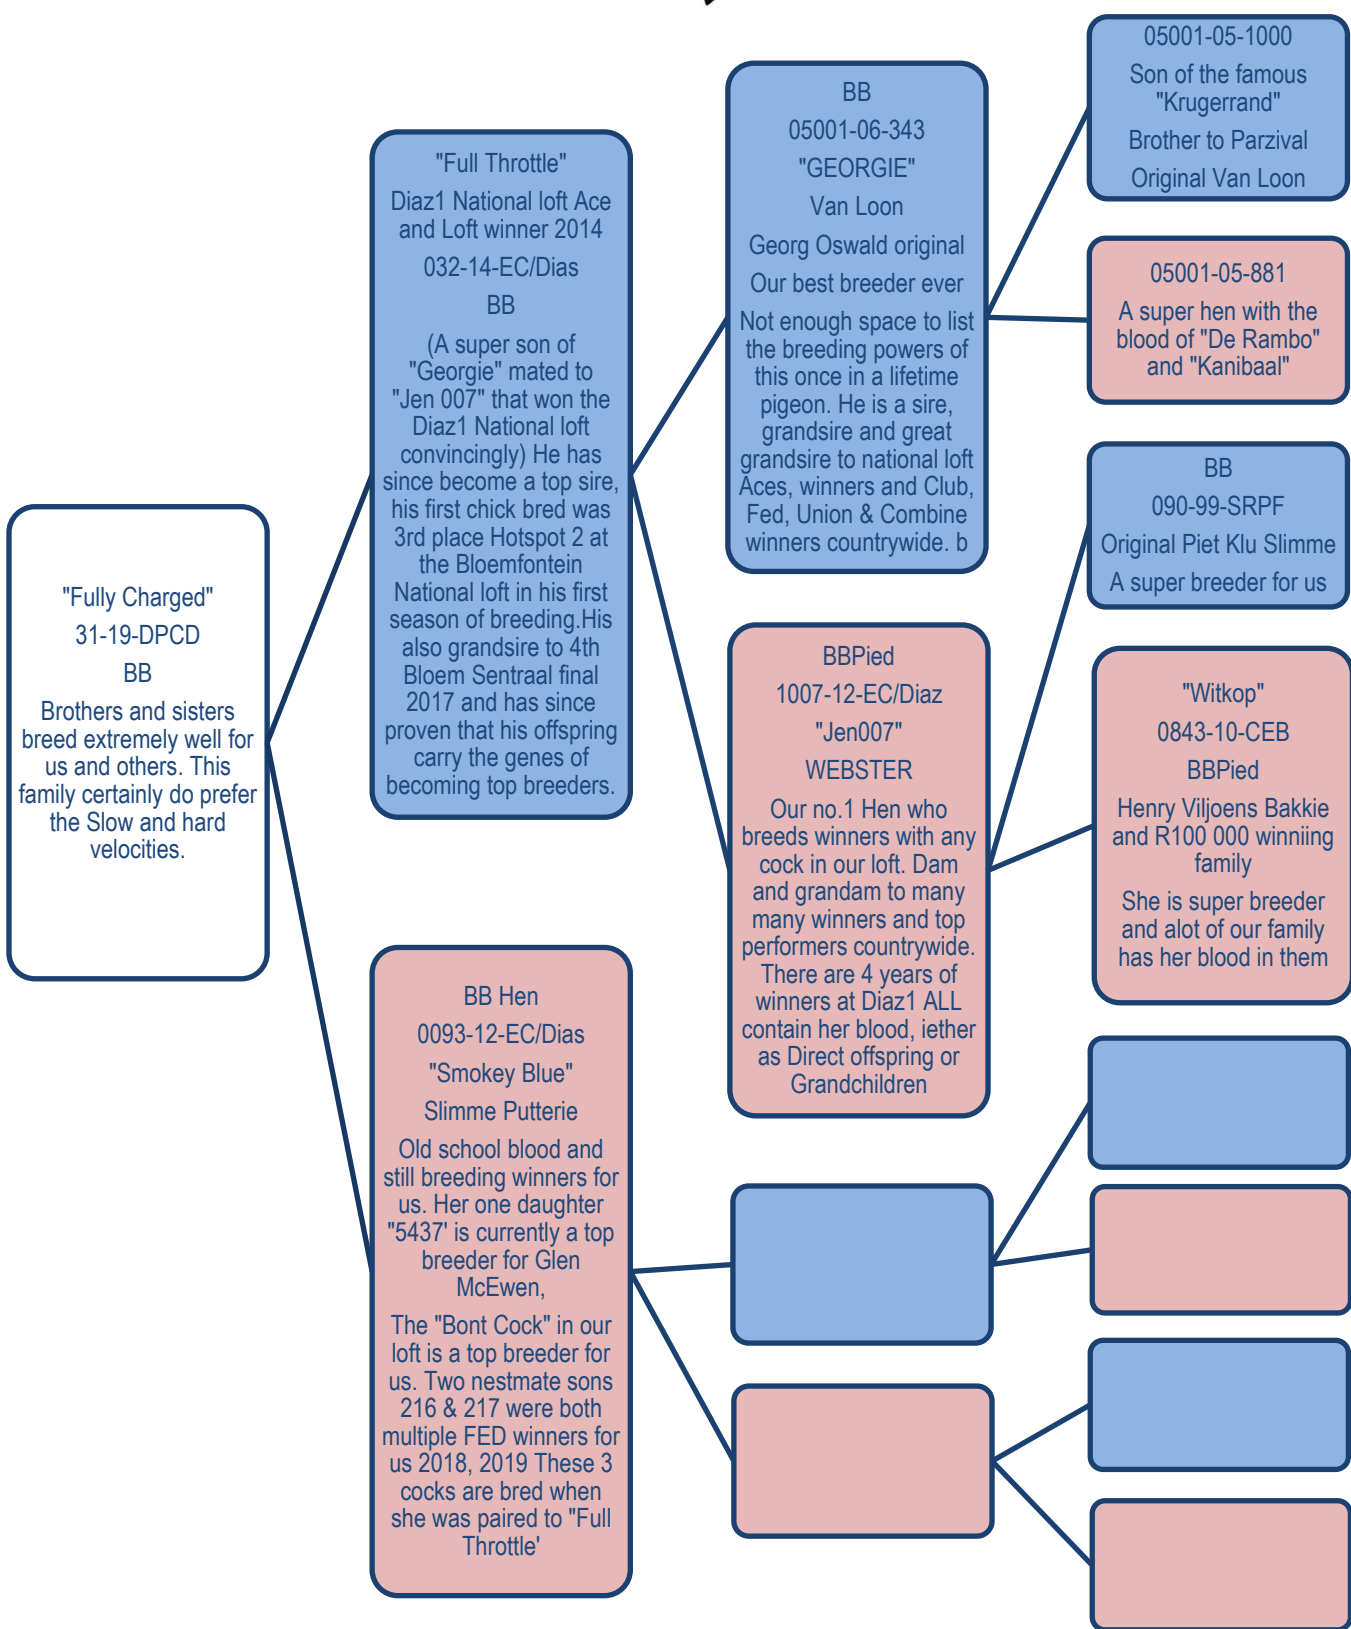 "Fully Charged"
31-19-DPCD
BB
Brothers and sisters
breed extremely well for
us and others. This
family certainly do prefer
the Slow and hard
velocities.
"Full Throttle"
Diaz1 National loft Ace
and Loft winner 2014
032-14-EC/Dias
BB
(A super son of
"Georgie" mated to
"Jen 007" that won the
Diaz1 National loft
convincingly) He has
since become a top sire,
his first chick bred was
3rd place Hotspot 2 at
the Bloemfontein
National loft in his first
season of breeding.His
also grandsire to 4th
Bloem Sentraal final
2017 and has since
proven that his offspring
carry the genes of
becoming top breeders.
BB Hen
0093-12-EC/Dias
"Smokey Blue"
Slimme Putterie
Old school blood and
still breeding winners for
us. Her one daughter
"5437' is currently a top
breeder for Glen
McEwen,
The "Bont Cock" in our
loft is a top breeder for
us. Two nestmate sons
216 & 217 were both
multiple FED winners for
us 2018, 2019 These 3
cocks are bred when
she was paired to "Full
Throttle'
BB
05001-06-343
"GEORGIE"
Van Loon
Georg Oswald original
Our best breeder ever
Not enough space to list
the breeding powers of
this once in a lifetime
pigeon. He is a sire,
grandsire and great
grandsire to national loft
Aces, winners and Club,
Fed, Union & Combine
winners countrywide. b
BBPied
1007-12-EC/Diaz
"Jen007"
WEBSTER
Our no.1 Hen who
breeds winners with any
cock in our loft. Dam
and grandam to many
many winners and top
performers countrywide.
There are 4 years of
winners at Diaz1 ALL
contain her blood, iether
as Direct offspring or
Grandchildren
05001-05-1000
Son of the famous
"Krugerrand"
Brother to Parzival
Original Van Loon
05001-05-881
A super hen with the
blood of "De Rambo"
and "Kanibaal"
BB
090-99-SRPF
Original Piet Klu Slimme
A super breeder for us
"Witkop"
0843-10-CEB
BBPied
Henry Viljoens Bakkie
and R100 000 winniing
family
She is super breeder
and alot of our family
has her blood in them